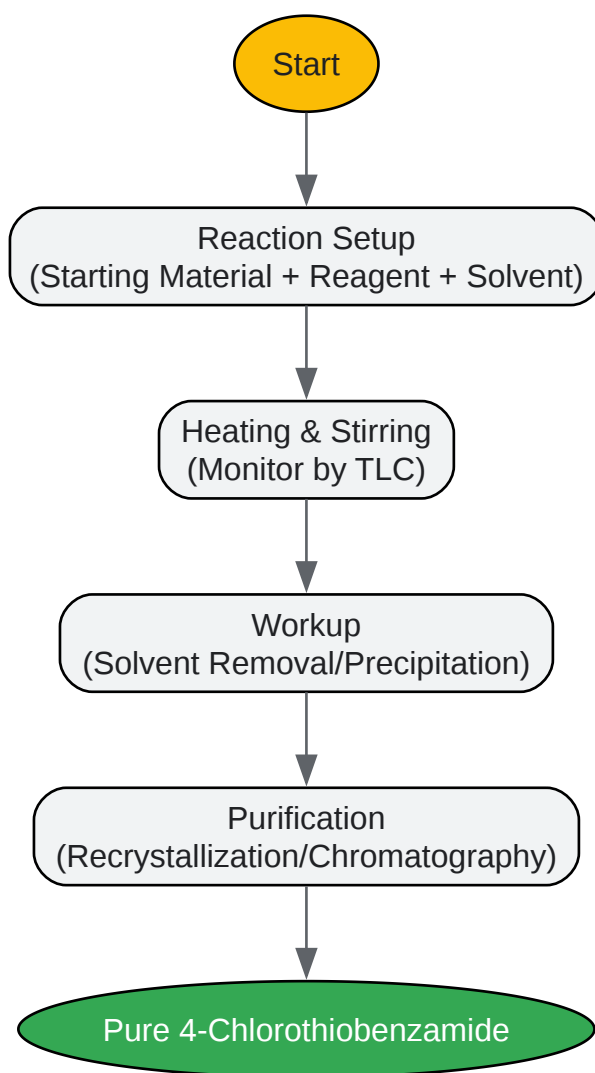 Start
Reaction Setup
(Starting Material + Reagent + Solvent)
Heating & Stirring
(Monitor by TLC)
Workup
(Solvent Removal/Precipitation)
Purification
(Recrystallization/Chromatography)
Pure 4-Chlorothiobenzamide